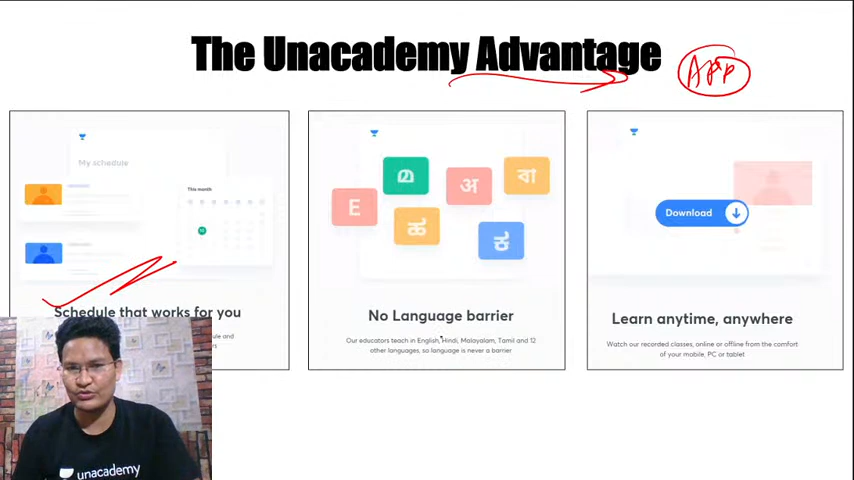 The Unacademy Advantage
APP
My schedule
This month
E
മ
ಹ
अ
বা
ಕ
Download
Schedule that works for you
No Language barrier
Our educators teach in English, Hindi, Malayalam, Tamil and 12
other languages, so language is never a barrier
Learn anytime, anywhere
Watch our recorded classes, online or offline from the comfort
of your mobile, PC or tablet
unacademy